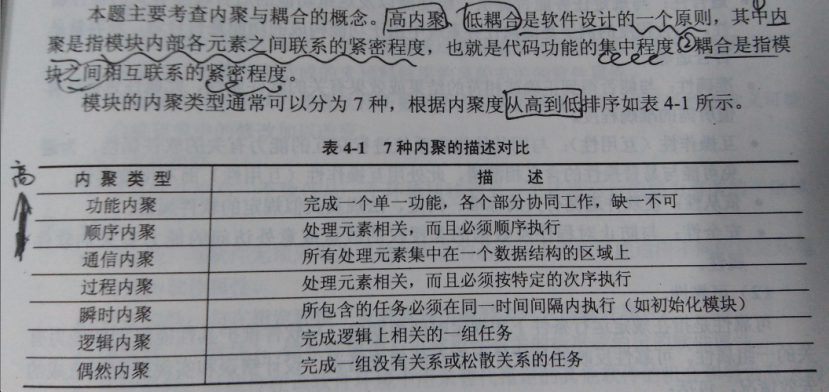 本题主要考查内聚与耦合的概念。高内聚、低耦合是软件设计的一个原则，其中内
聚是指模块内部各元素之间联系的紧密程度，也就是代码功能的集中程度。耦合是指模
块之间相互联系的紧密程度。
模块的内聚类型通常可以分为7种，根据内聚度从高到低排序如表4-1所示。
表4-1 7种内聚的描述对比
高
内聚类型 描述
功能内聚 完成一个单一功能，各个部分协同工作，缺一不可
顺序内聚 处理元素相关，而且必须顺序执行
通信内聚 所有处理元素集中在一个数据结构的区域上
过程内聚 处理元素相关，而且必须按特定的次序执行
瞬时内聚 所包含的任务必须在同一时间间隔内执行（如初始化模块）
逻辑内聚 完成逻辑上相关的一组任务
偶然内聚 完成一组没有关系或松散关系的任务